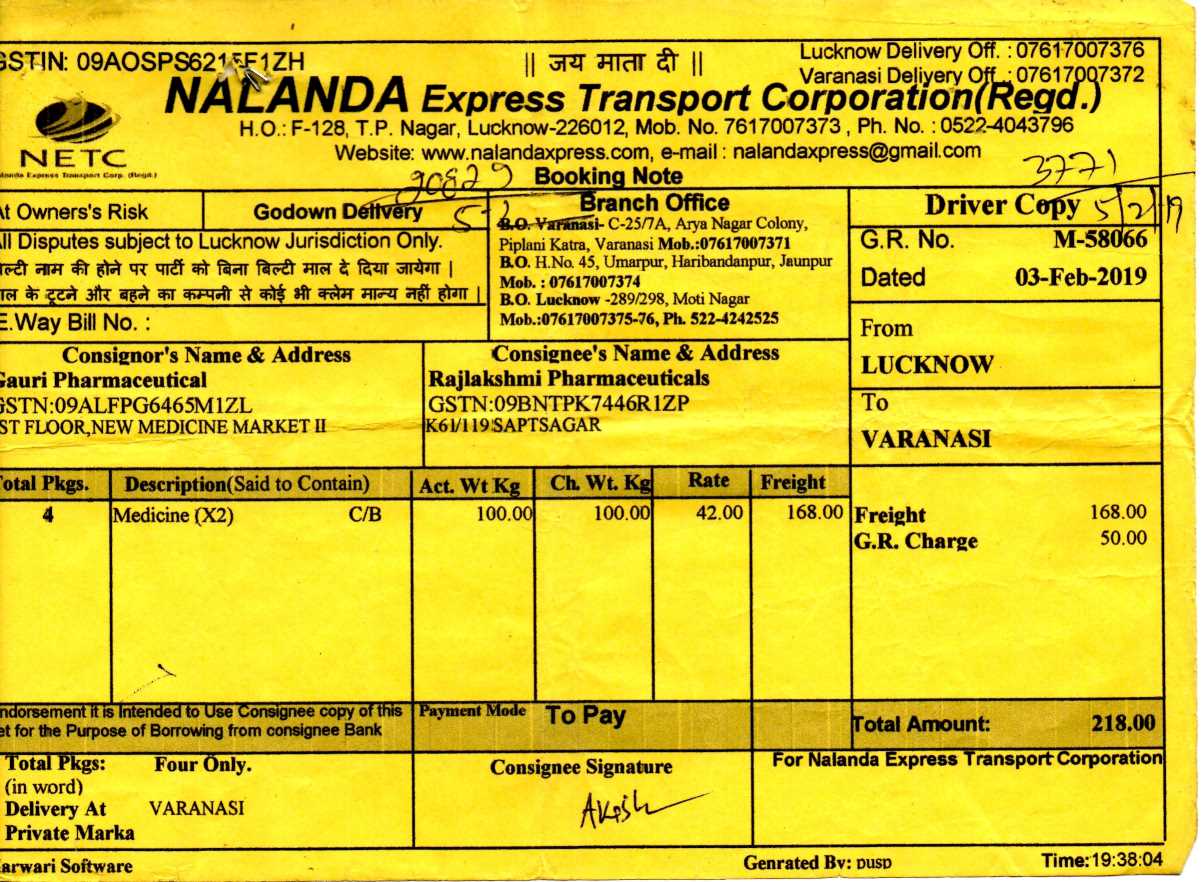 GSTIN: 09AOSPS6215F1ZH
|| जय माता दी ||
Lucknow Delivery Off. : 07617007376
Varanasi Delivery Off. : 07617007372
NALANDA Express Transport Corporation(Regd.)
H.O.: F-128, T.P. Nagar, Lucknow-226012, Mob. No. 7617007373 , Ph. No. : 0522-4043796
Website: www.nalandaxpress.com, e-mail : nalandaxpress@gmail.com
NETC
alanda Express Transport Corp. (Regd.)
20829
Booking Note
3771
At Owners's Risk
Godown Delivery
Branch Office
Driver Copy 5/2/19
All Disputes subject to Lucknow Jurisdiction Only.
िल्टी नाम की होने पर पार्टी को बिना बिल्टी माल दे दिया जायेगा |
ाल के टूटने और बहने का कम्पनी से कोई भी क्लेम मान्य नहीं होगा |
E.Way Bill No. :
B.O. Varanasi- C-25/7A, Arya Nagar Colony,
Piplani Katra, Varanasi Mob.:07617007371
B.O. H.No. 45, Umarpur, Haribandanpur, Jaunpur
Mob. : 07617007374
B.O. Lucknow -289/298, Moti Nagar
Mob.:07617007375-76, Ph. 522-4242525
G.R. No. M-58066
Dated 03-Feb-2019
From
LUCKNOW
To
VARANASI
Consignor's Name & Address
Gauri Pharmaceutical
GSTN:09ALFPG6465M1ZL
ST FLOOR,NEW MEDICINE MARKET II
Consignee's Name & Address
Rajlakshmi Pharmaceuticals
GSTN:09BNTPK7446R1ZP
K61/119 SAPTSAGAR
Total Pkgs. Description(Said to Contain) Act. Wt Kg Ch. Wt. Kg Rate Freight
4 Medicine (X2) C/B 100.00 100.00 42.00 168.00
Freight 168.00
G.R. Charge 50.00
ndorsement it is Intended to Use Consignee copy of this
et for the Purpose of Borrowing from consignee Bank
Payment Mode To Pay
Total Amount: 218.00
Total Pkgs: Four Only.
(in word)
Delivery At VARANASI
Private Marka
Consignee Signature
Akesh
For Nalanda Express Transport Corporation
arwari Software
Genrated By: pusp
Time:19:38:04